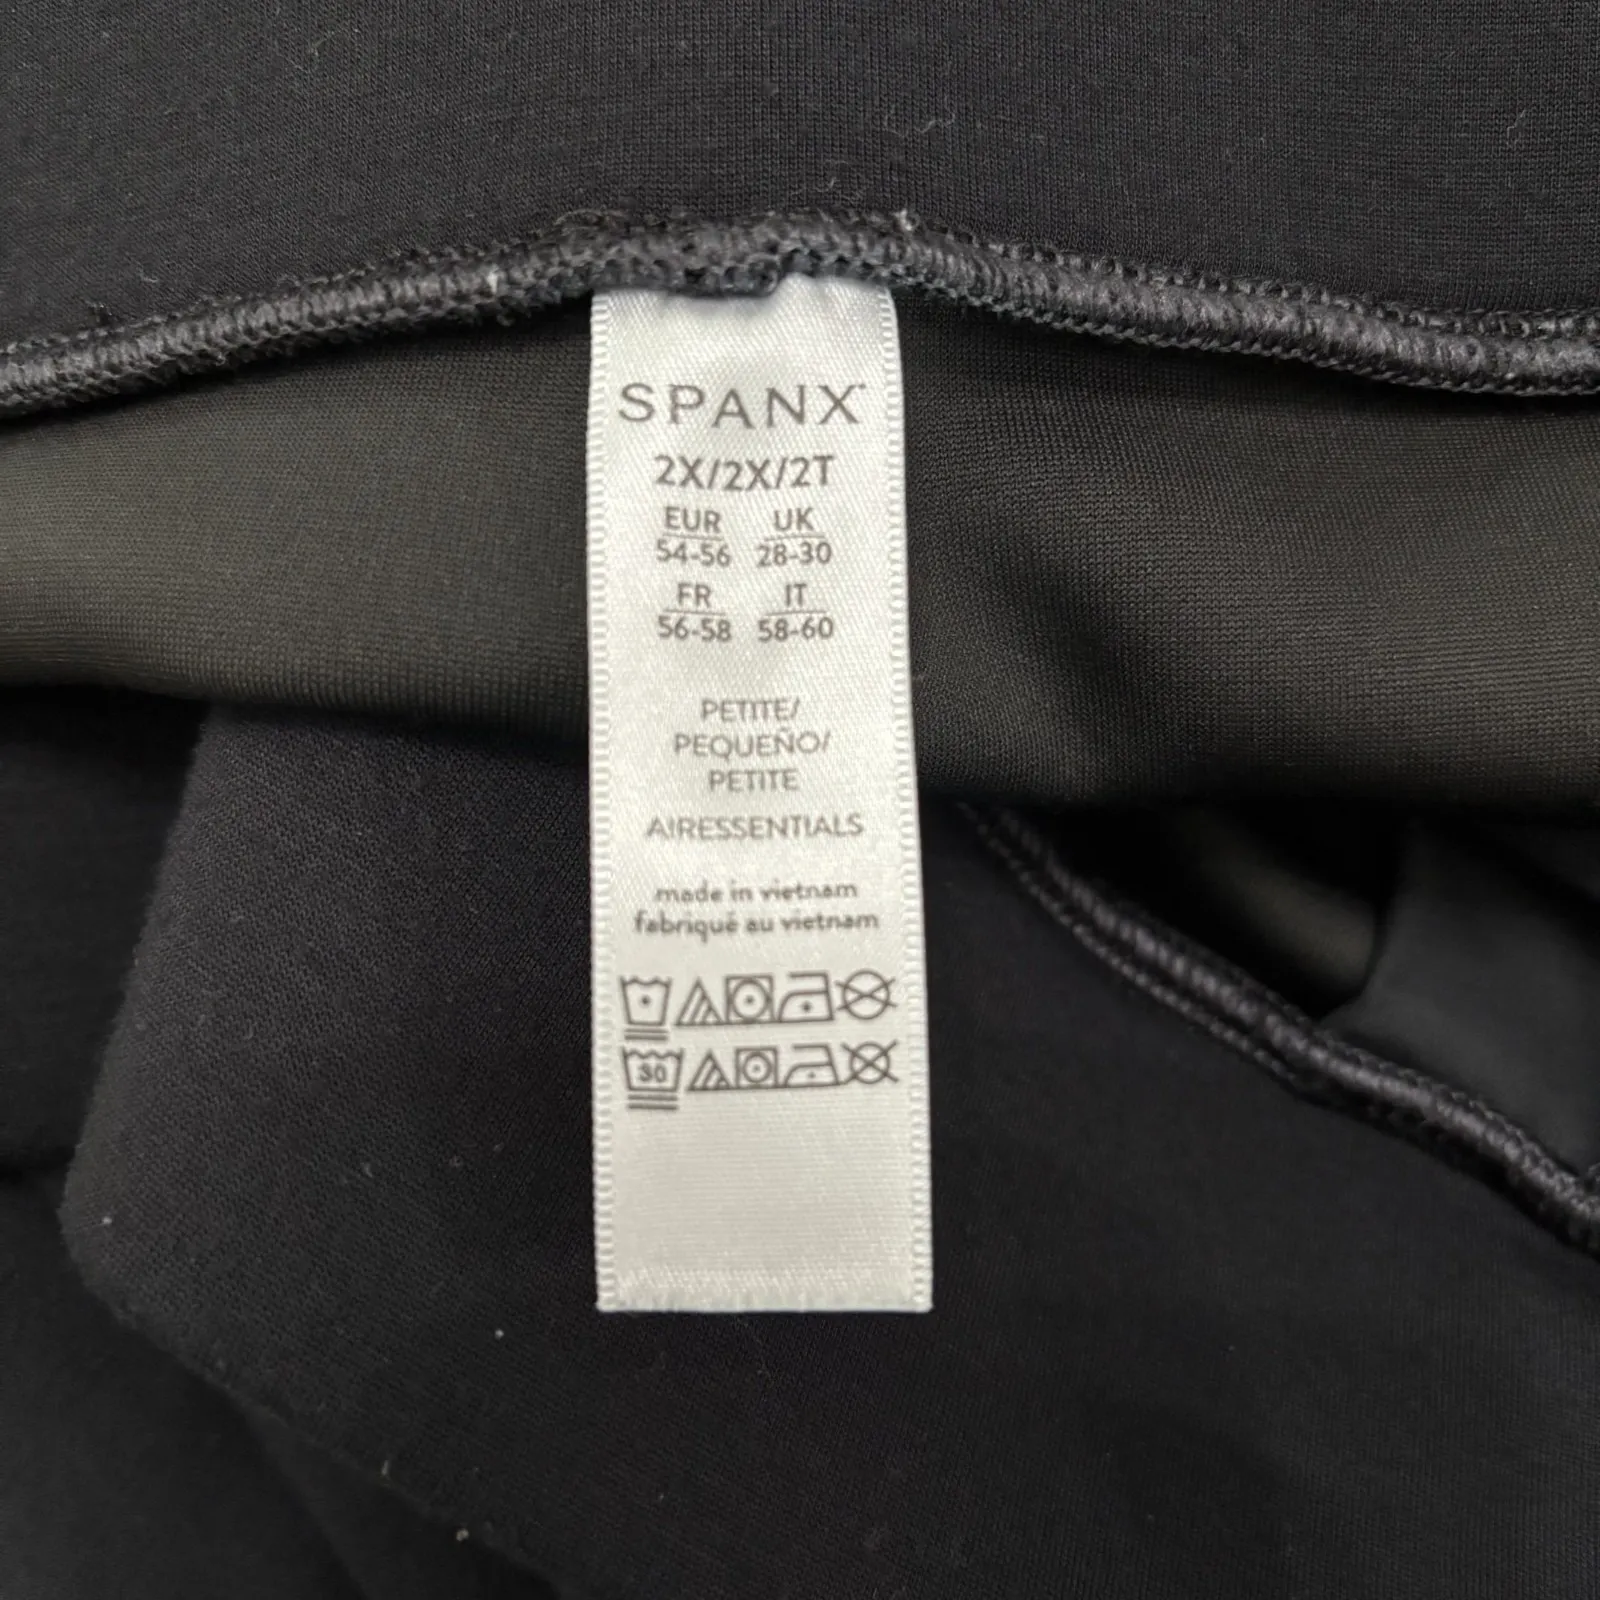 SPANX
2X/2X/2T
EUR UK
54-56 28-30
FR IT
56-58 58-60
PETITE/
PEQUEÑO/
PETITE
AIRESSENTIALS
made in vietnam
fabriqué au vietnam
30